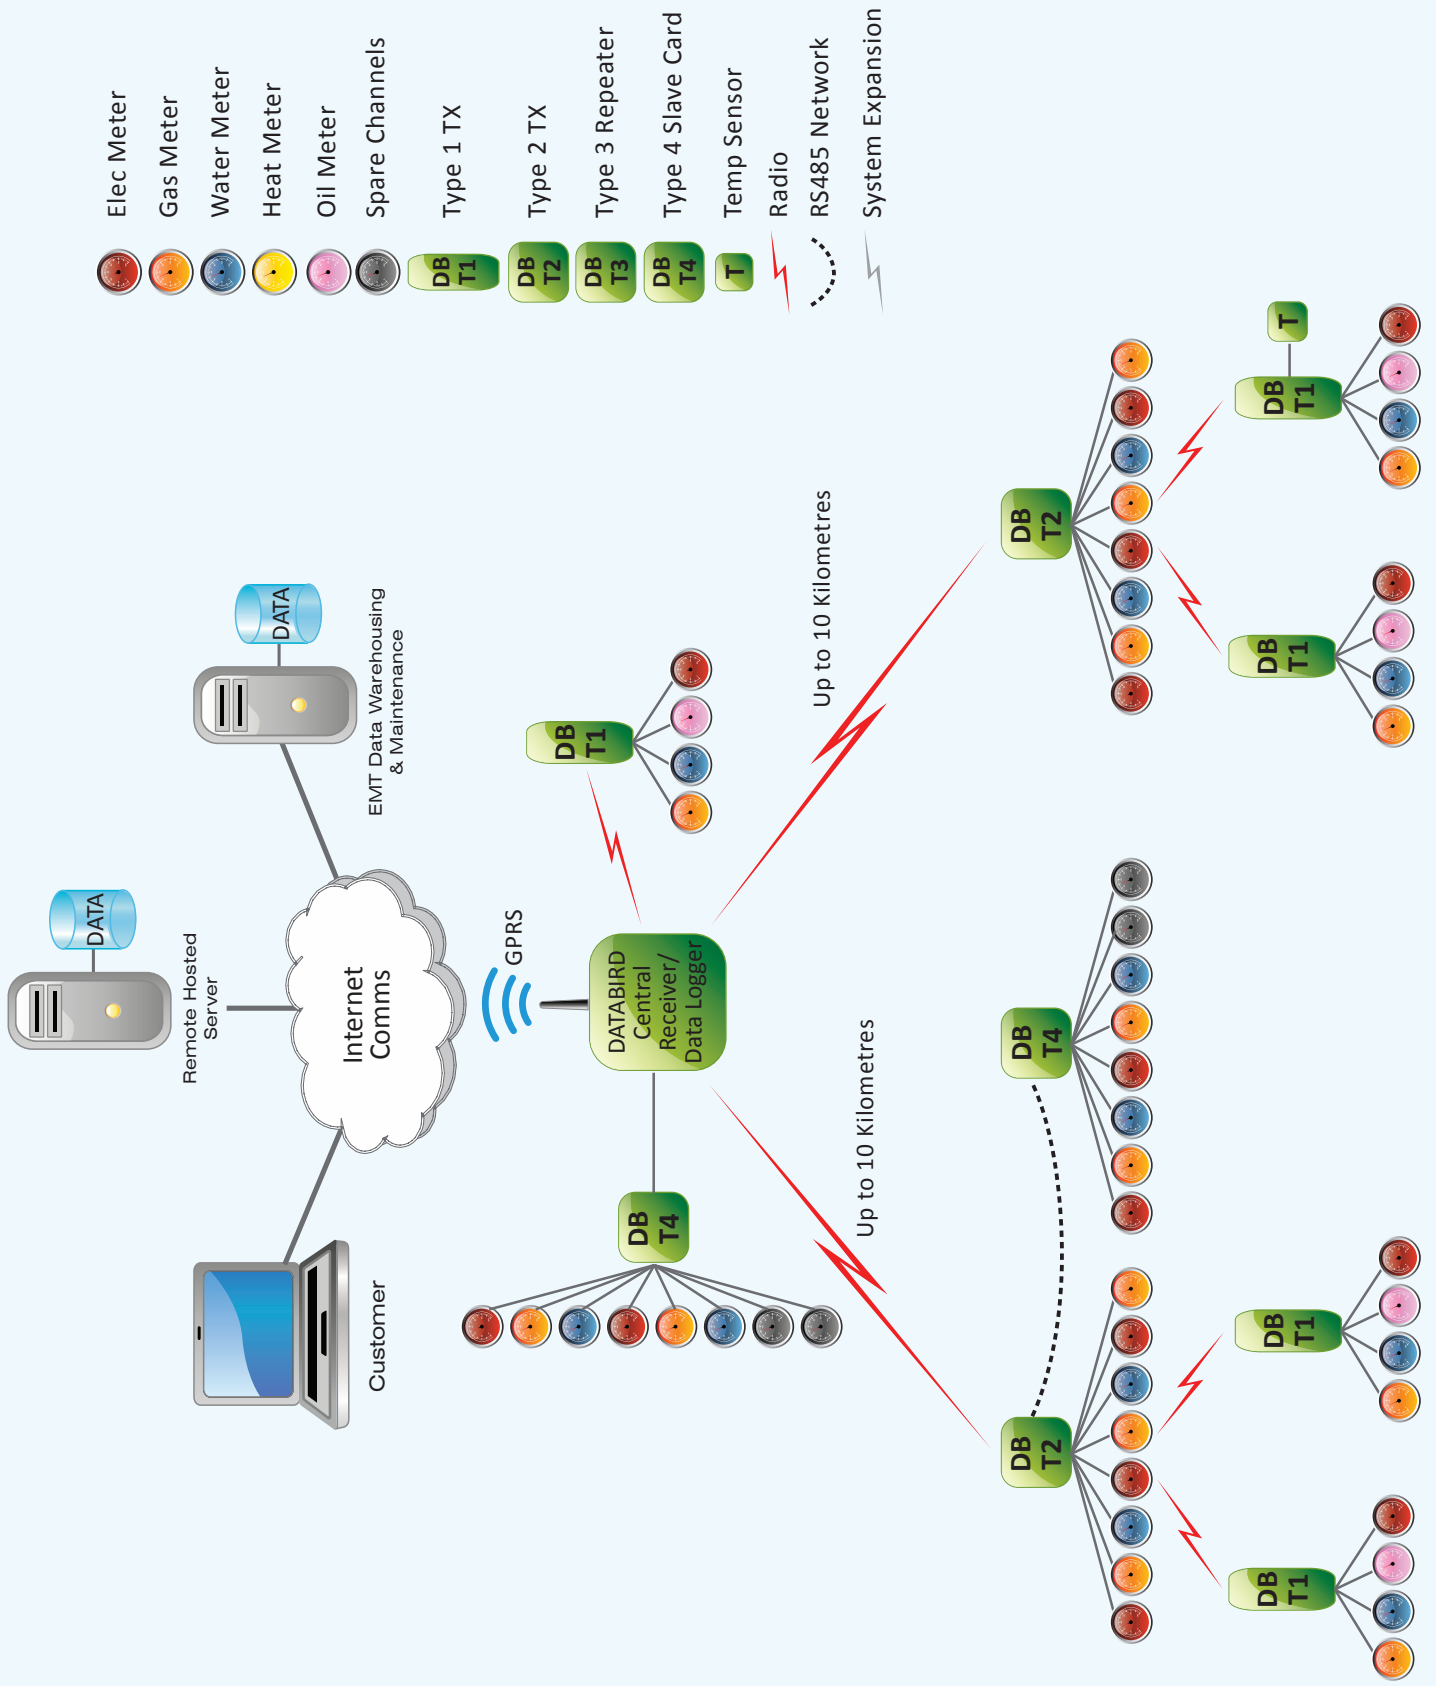 Remote Hosted
Server
DATA
Customer
Internet
Comms
EMT Data Warehousing
& Maintenance
DATA
GPRS
DATABIRD
Central
Receiver/
Data Logger
DB
T4
DB
T1
Up to 10 Kilometres
Up to 10 Kilometres
DB
T2
DB
T4
DB
T2
DB
T1
DB
T1
DB
T1
DB
T1
T
Elec Meter
Gas Meter
Water Meter
Heat Meter
Oil Meter
Spare Channels
DB
T1
Type 1 TX
DB
T2
Type 2 TX
DB
T3
Type 3 Repeater
DB
T4
Type 4 Slave Card
T
Temp Sensor
Radio
RS485 Network
System Expansion